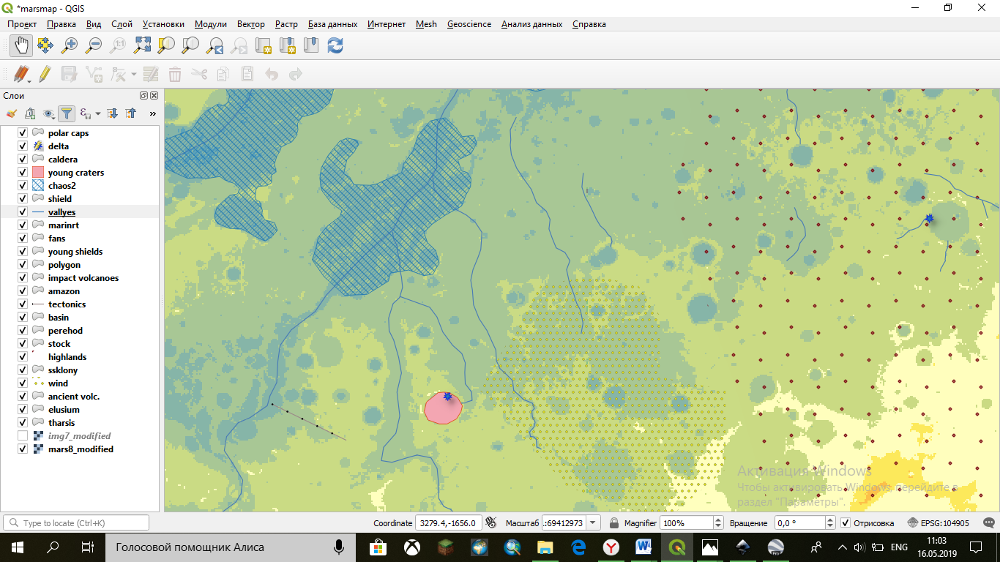 *marsmap - QGIS
Проект Правка Вид Слой Установки Модули Вектор Растр База данных Интернет Mesh Geoscience Анализ данных Справка
1:1
Слои
»
polar caps
delta
caldera
young craters
chaos2
shield
vallyes
marinrt
fans
young shields
polygon
impact volcanoes
amazon
tectonics
basin
perehod
stock
highlands
ssklony
wind
ancient volc.
elusium
tharsis
img7_modified
mars8_modified
Активация Windows
Чтобы активировать Windows, перейдите в
раздел "Параметры".
Type to locate (Ctrl+K) Coordinate 3279.4,-1656.0 Масштаб :69412973 Magnifier 100% Вращение 0,0 ° Отрисовка EPSG:104905
Голосовой помощник Алиса
ENG
11:03
16.05.2019